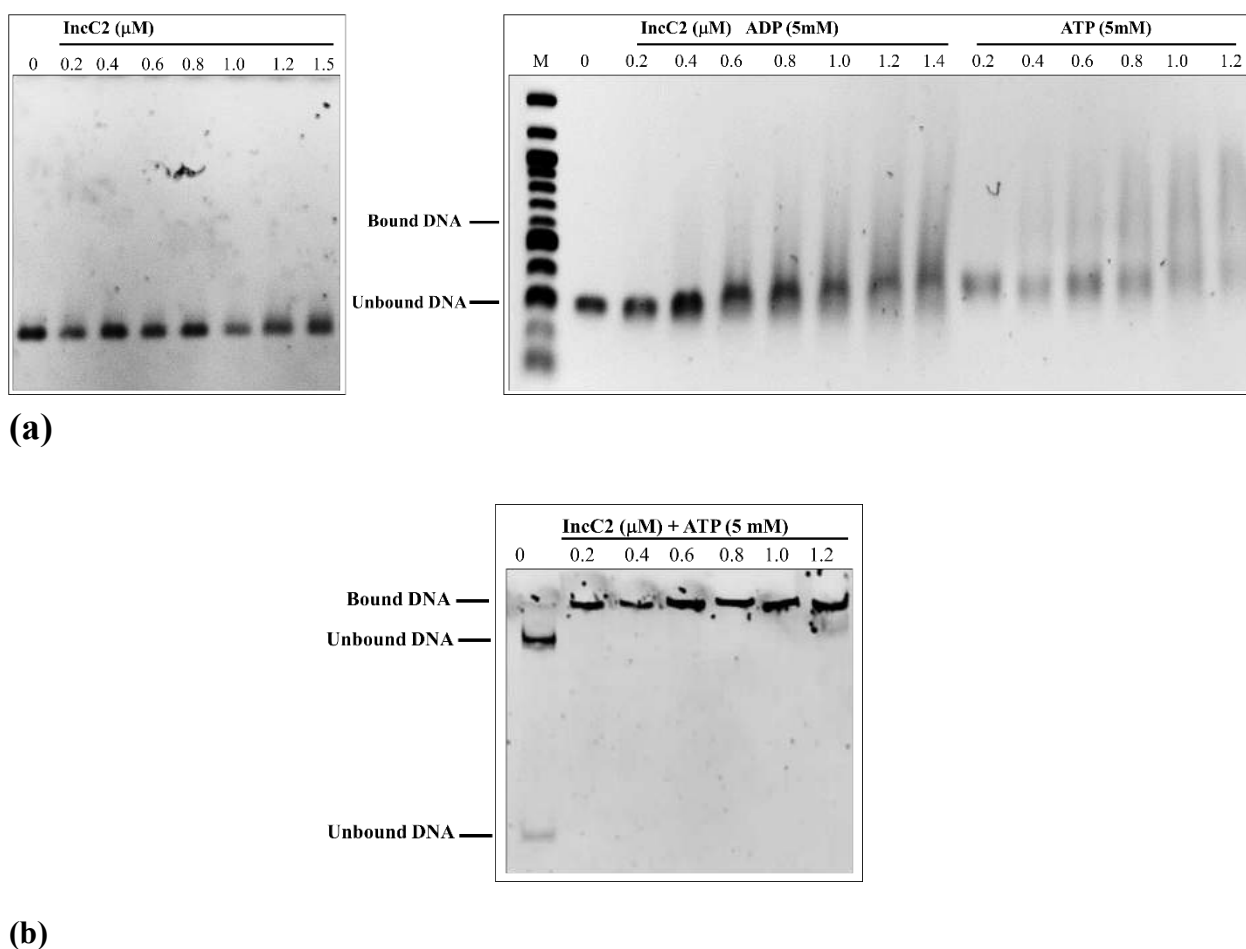 IncC2 (μM)
0 0.2 0.4 0.6 0.8 1.0 1.2 1.5
IncC2 (μM) ADP (5mM) ATP (5mM)
M 0 0.2 0.4 0.6 0.8 1.0 1.2 1.4 0.2 0.4 0.6 0.8 1.0 1.2
Bound DNA
Unbound DNA
(a)
IncC2 (μM) + ATP (5 mM)
0 0.2 0.4 0.6 0.8 1.0 1.2
Bound DNA
Unbound DNA
Unbound DNA
(b)